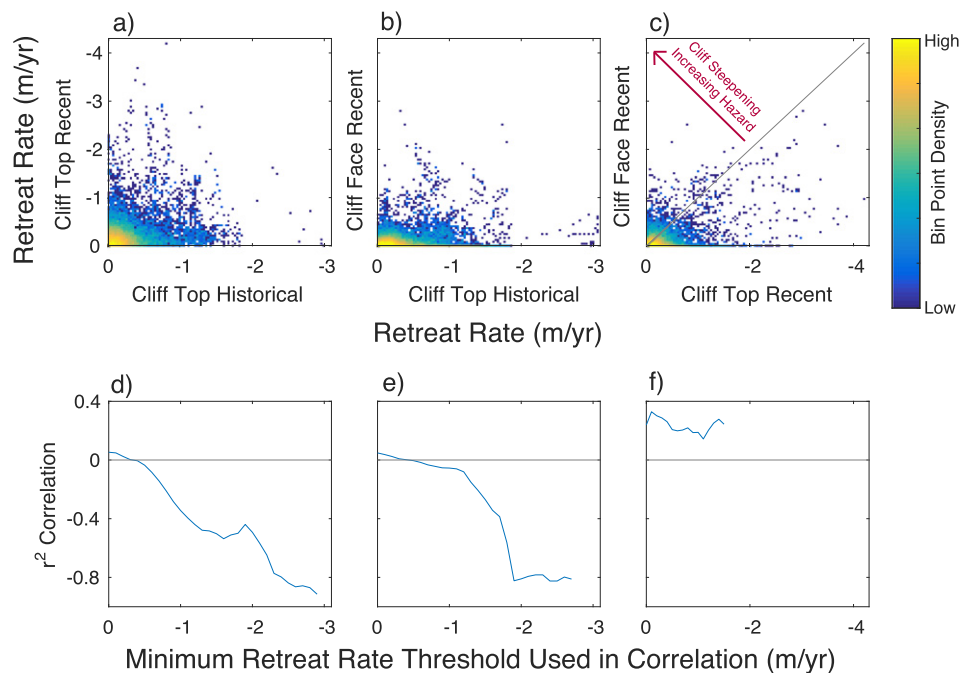 a)
b)
c)
Retreat Rate (m/yr)
Cliff Top Recent
-4
-3
-2
-1
0
0
-1
-2
-3
Cliff Top Historical
Cliff Face Recent
0
-1
-2
-3
Cliff Top Historical
Cliff Face Recent
Cliff Steepening
Increasing Hazard
0
-2
-4
Cliff Top Recent
High
Bin Point Density
Low
Retreat Rate (m/yr)
d)
e)
f)
r² Correlation
0.4
0
-0.4
-0.8
0
-1
-2
-3
0
-1
-2
-3
0
-2
-4
Minimum Retreat Rate Threshold Used in Correlation (m/yr)